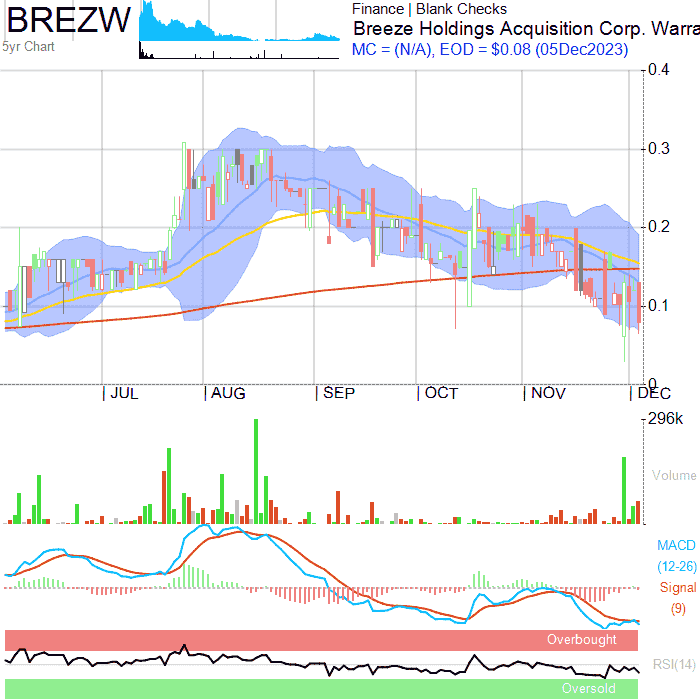 BREZW
5yr Chart
Finance | Blank Checks
Breeze Holdings Acquisition Corp. Warra
MC = (N/A), EOD = $0.08 (05Dec2023)
0.4
0.3
0.2
0.1
0
JUL AUG SEP OCT NOV DEC
296k
Volume
MACD
(12-26)
Signal
(9)
Overbought
RSI(14)
Oversold